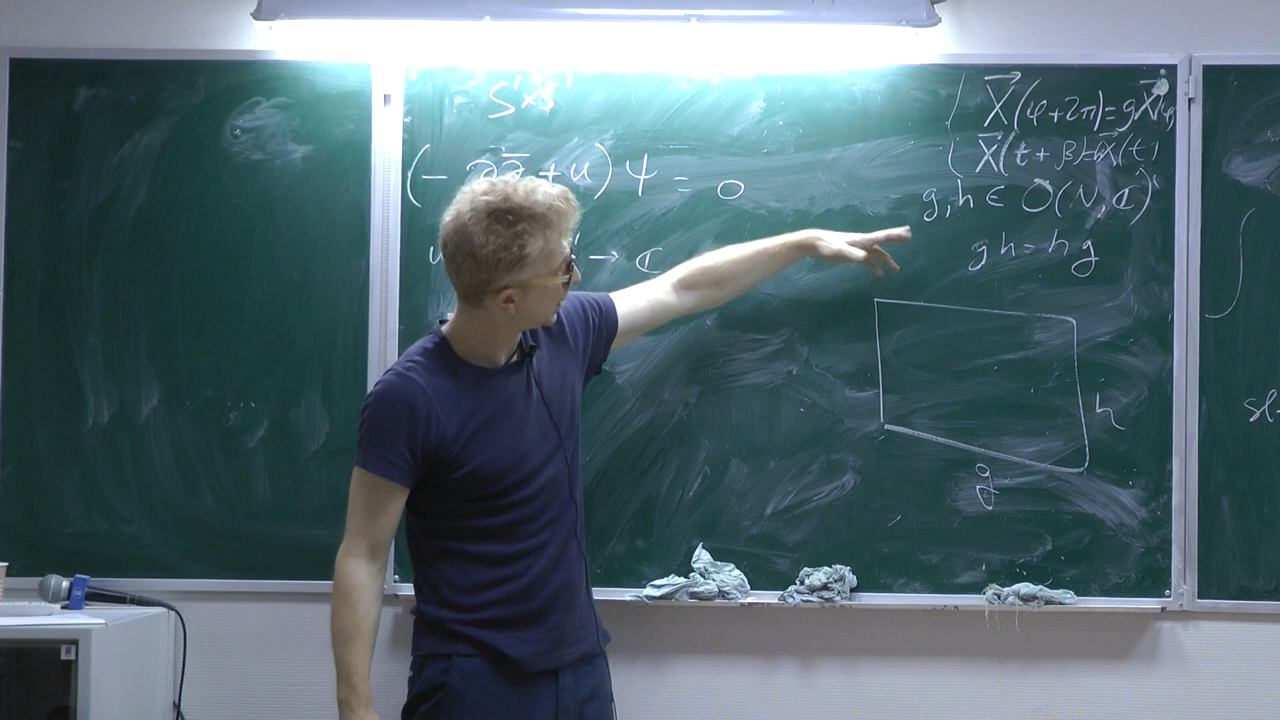 S¹×S¹
(- ∂∂̄ + u) ψ = 0
→ ℂ
X⃗(φ+2π)=gX⃗(φ)
X⃗(t+β)=hX⃗(t)
g,h ∈ O(N,ℂ)
gh=hg
h
g